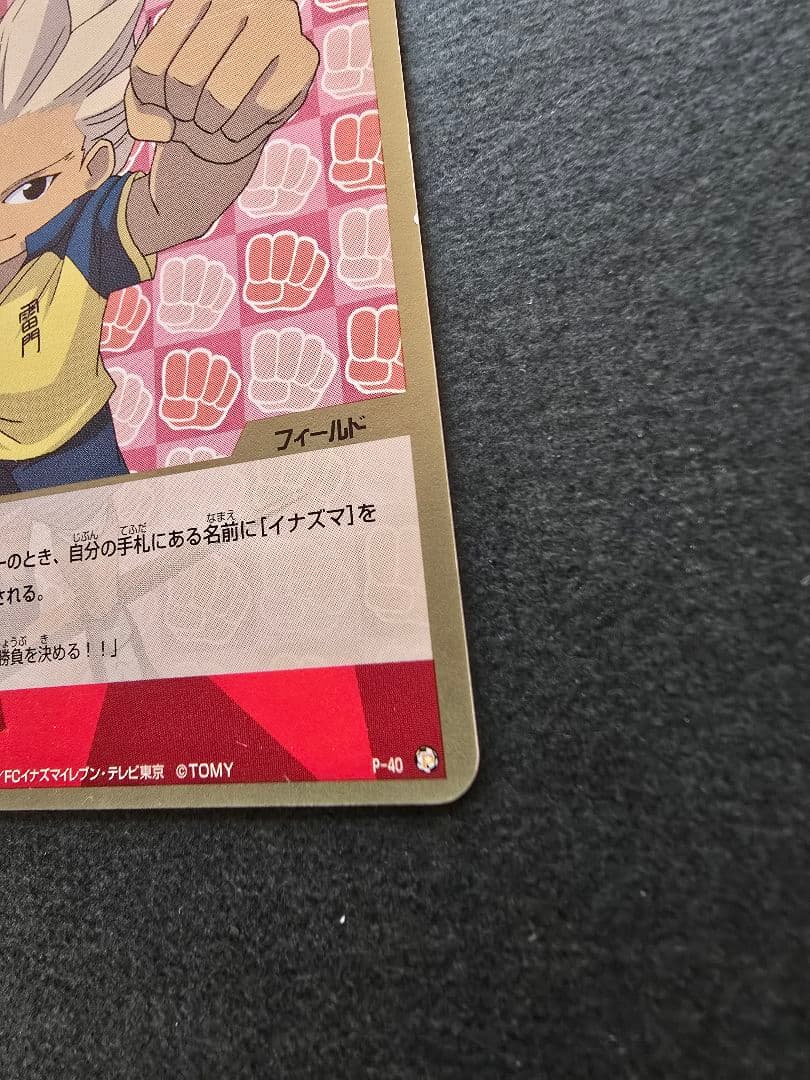 雷門
フィールド
ーのとき、自分の手札にある名前に[イナズマ]を
される。
勝負を決める！！」
/FCイナズマイレブン・テレビ東京 ©TOMY
P-40